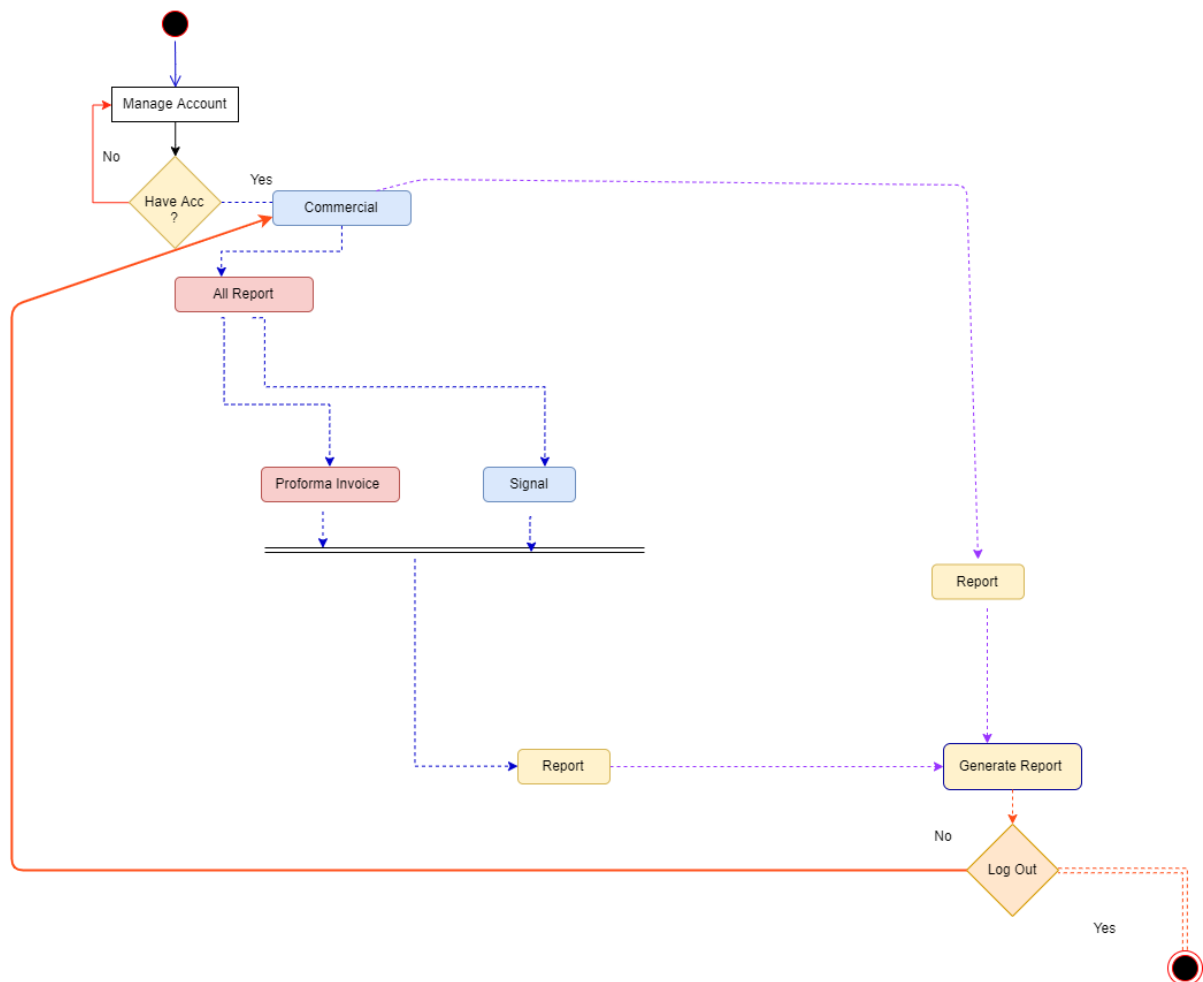 Manage Account
No
Yes
Have Acc
?
Commercial
All Report
Proforma Invoice
Signal
Report
Report
Generate Report
No
Log Out
Yes